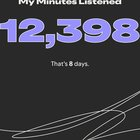 My Minutes Listened
12,398
That's 8 days.